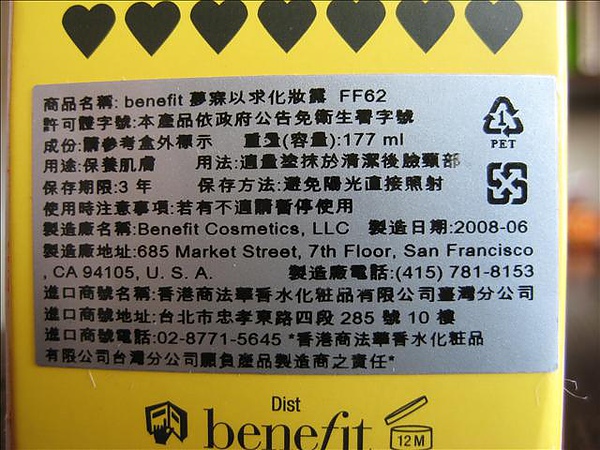 商品名稱: benefit 夢寐以求化妝露 FF62
許可證字號:本產品依政府公告免衛生署字號
成份:請參考盒外標示 重量(容量):177 ml
用途:保養肌膚 用法:適量塗抹於清潔後臉頸部
保存期限:3 年 保存方法:避免陽光直接照射
使用時注意事項:若有不適請暫停使用
製造廠名稱:Benefit Cosmetics, LLC 製造日期:2008-06
製造廠地址:685 Market Street, 7th Floor, San Francisco
, CA 94105, U. S. A. 製造廠電話:(415) 781-8153
進口商號名稱:香港商法華香水化粧品有限公司臺灣分公司
進口商號地址:台北市忠孝東路四段 285 號 10 樓
進口商號電話:02-8771-5645 *香港商法華香水化粧品
有限公司台灣分公司願負產品製造商之責任*
1
PET
Dist
benefit
12 M